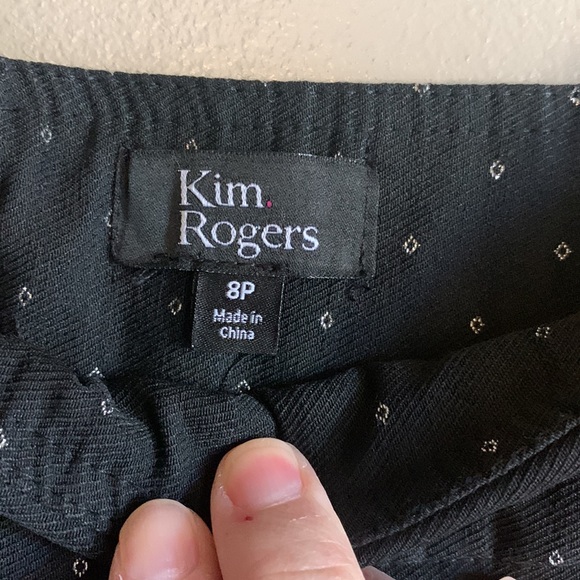 Kim.
Rogers
8P
Made in
China